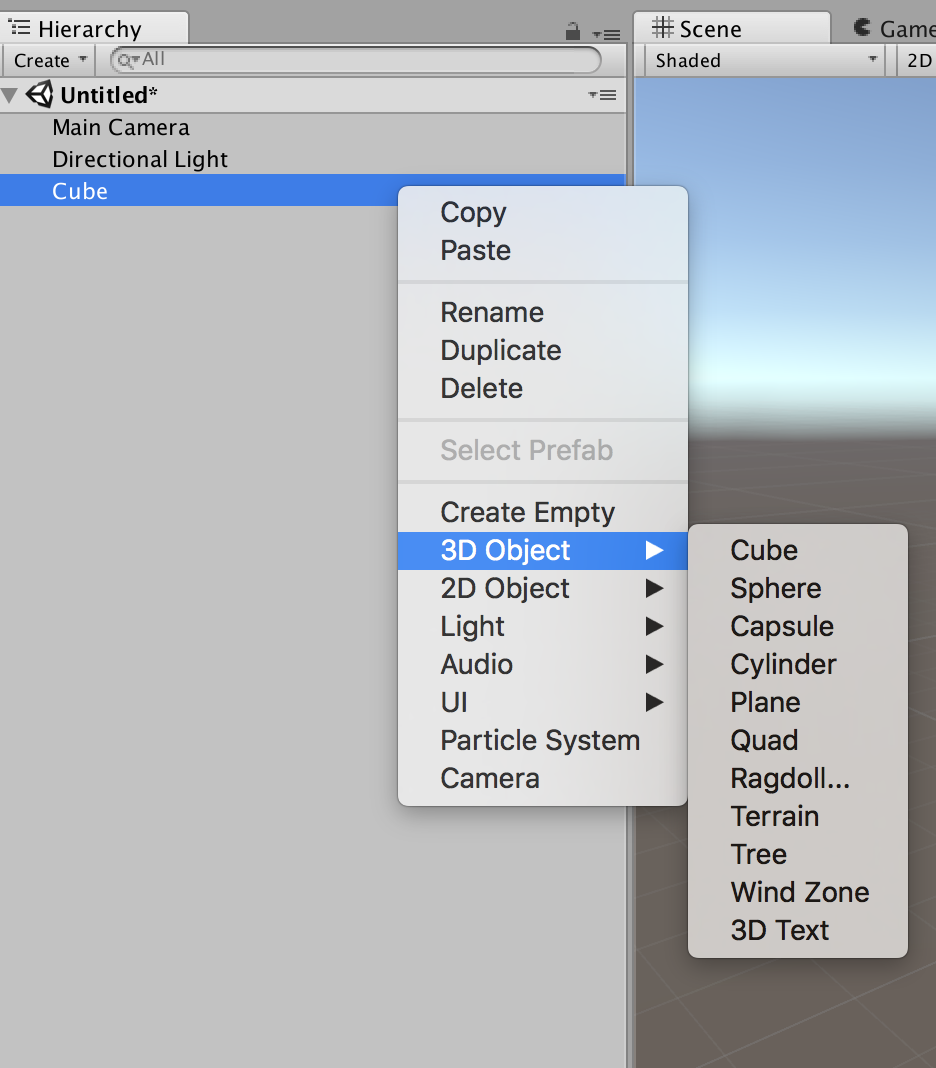 Hierarchy
Create
All
Untitled*
Main Camera
Directional Light
Cube
Copy
Paste
Rename
Duplicate
Delete
Select Prefab
Create Empty
3D Object
2D Object
Light
Audio
UI
Particle System
Camera
Cube
Sphere
Capsule
Cylinder
Plane
Quad
Ragdoll...
Terrain
Tree
Wind Zone
3D Text
Scene
Game
Shaded
2D